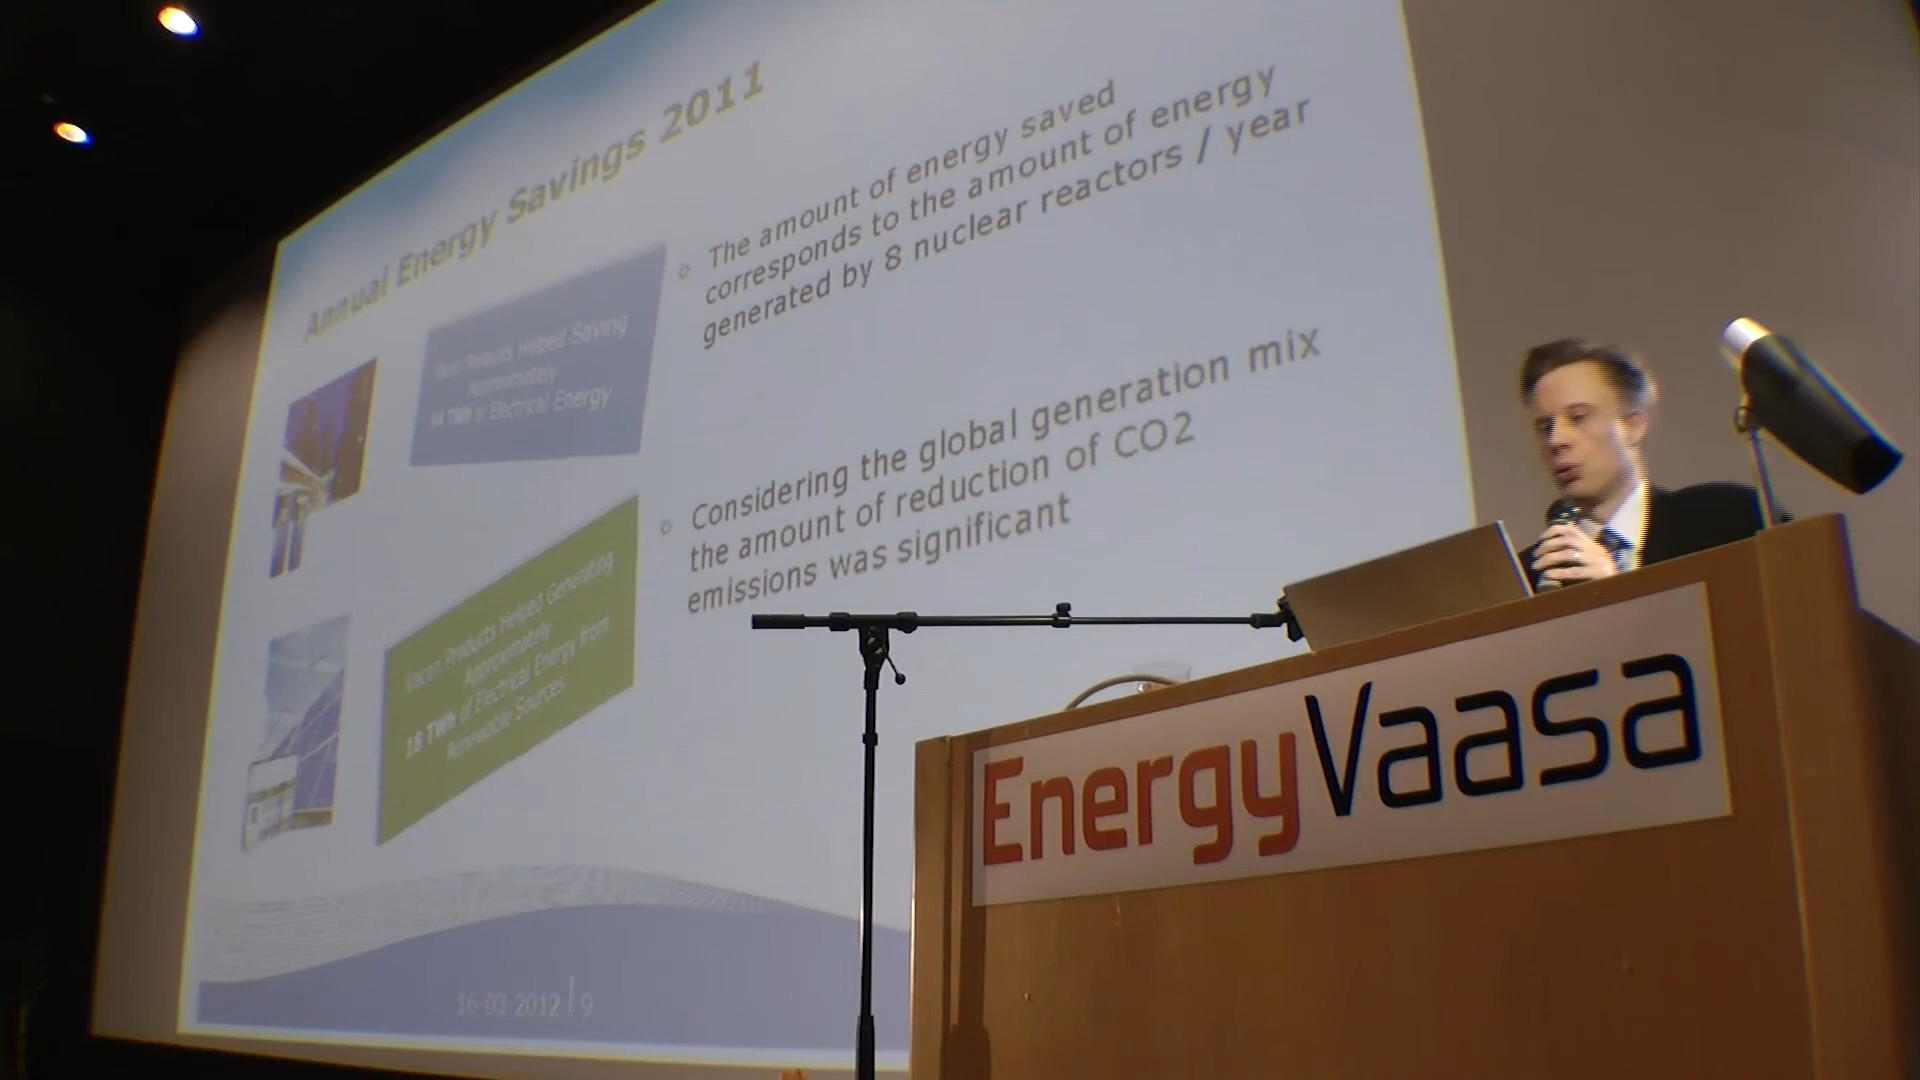 Annual Energy Savings 2011
Vacon Products Helped Saving
Approximately
44 TWh of Electrical Energy
The amount of energy saved
corresponds to the amount of energy
generated by 8 nuclear reactors / year
Vacon Products Helped Generating
Approximately
18 TWh of Electrical Energy from
Renewable Sources
Considering the global generation mix
the amount of reduction of CO2
emissions was significant
16-03-2012 | 9
EnergyVaasa